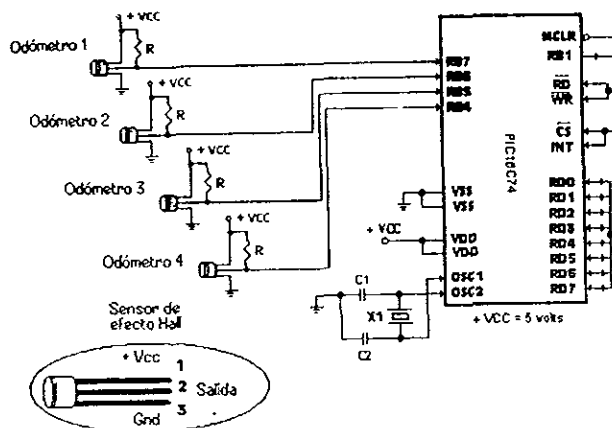 + VCC
Odómetro 1
R
+ VCC
Odómetro 2
R
+ VCC
Odómetro 3
R
+ VCC
Odómetro 4
R
RB7
RB6
RB5
RB4
VSS
VSS
+ VCC
VDD
VDD
OSC1
OSC2
C1
X1
C2
PIC16C74
MCLR
RB1
RD
WR
CS
INT
RD0
RD1
RD2
RD3
RD4
RD5
RD6
RD7
+ VCC = 5 volts
Sensor de
efecto Hall
+ Vcc
1
2 Salida
3
Gnd